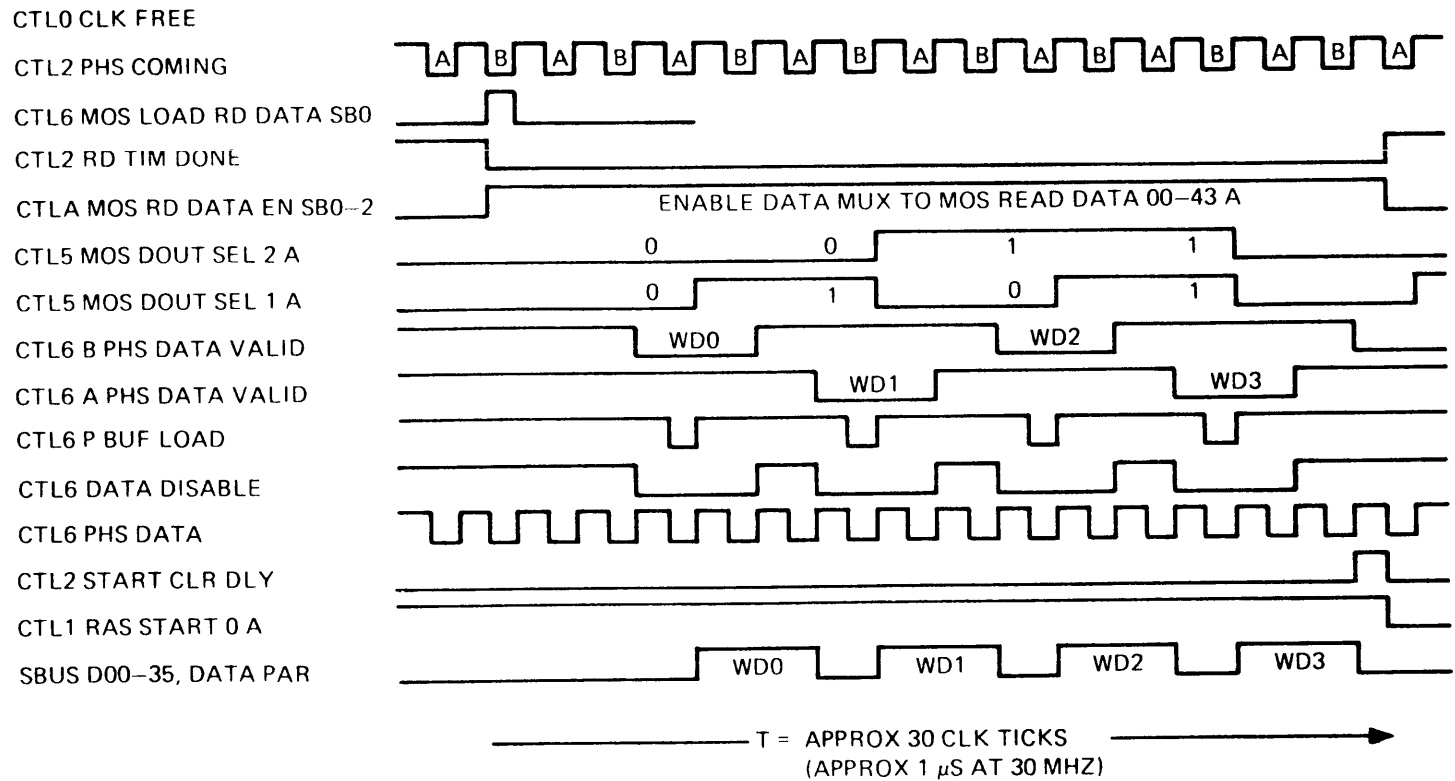 CTL0 CLK FREE
CTL2 PHS COMING A B A B A B A B A B A B A B A B A
CTL6 MOS LOAD RD DATA SB0
CTL2 RD TIM DONE
CTLA MOS RD DATA EN SB0–2 ENABLE DATA MUX TO MOS READ DATA 00–43 A
CTL5 MOS DOUT SEL 2 A 0 0 1 1
CTL5 MOS DOUT SEL 1 A 0 1 0 1
CTL6 B PHS DATA VALID WD0 WD2
CTL6 A PHS DATA VALID WD1 WD3
CTL6 P BUF LOAD
CTL6 DATA DISABLE
CTL6 PHS DATA
CTL2 START CLR DLY
CTL1 RAS START 0 A
SBUS D00–35, DATA PAR WD0 WD1 WD2 WD3
T = APPROX 30 CLK TICKS
(APPROX 1 µS AT 30 MHZ)